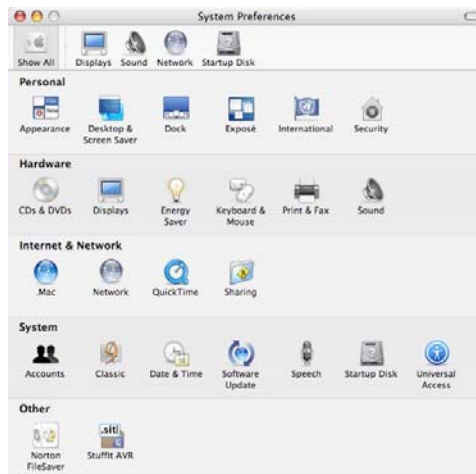 System Preferences
Show All Displays Sound Network Startup Disk
Personal
Appearance Desktop & Screen Saver Dock Exposé International Security
Hardware
CDs & DVDs Displays Energy Saver Keyboard & Mouse Print & Fax Sound
Internet & Network
.Mac Network QuickTime Sharing
System
Accounts Classic Date & Time Software Update Speech Startup Disk Universal Access
Other
.sit
Norton FileSaver Stuffit AVR